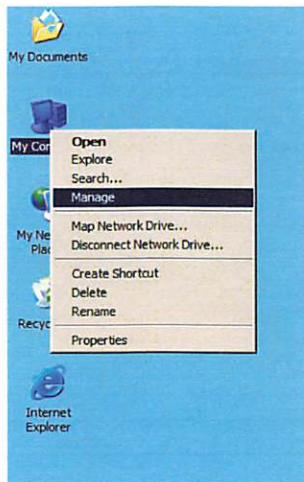 My Documents
My Con
Open
Explore
Search...
Manage
Map Network Drive...
Disconnect Network Drive...
Create Shortcut
Delete
Rename
Properties
My Ne
Plac
Recyc
Internet
Explorer